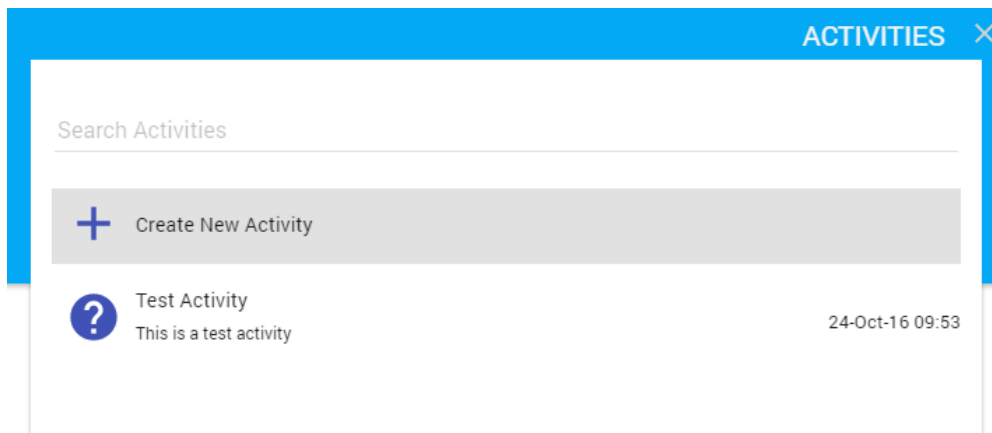 ACTIVITIES
Search Activities
Create New Activity
Test Activity
This is a test activity
24-Oct-16 09:53